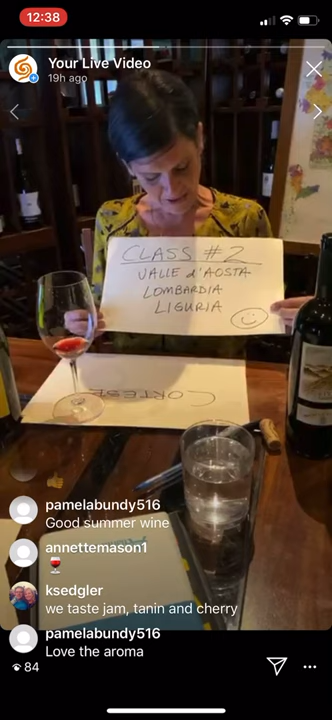 12:38
Your Live Video
19h ago
CLASS #2
VALLE d'AOSTA
LOMBARDIA
LIGURIA
CORTESE
pamelabundy516
Good summer wine
annettemason1
🍷
ksedgler
we taste jam, tanin and cherry
pamelabundy516
Love the aroma
84